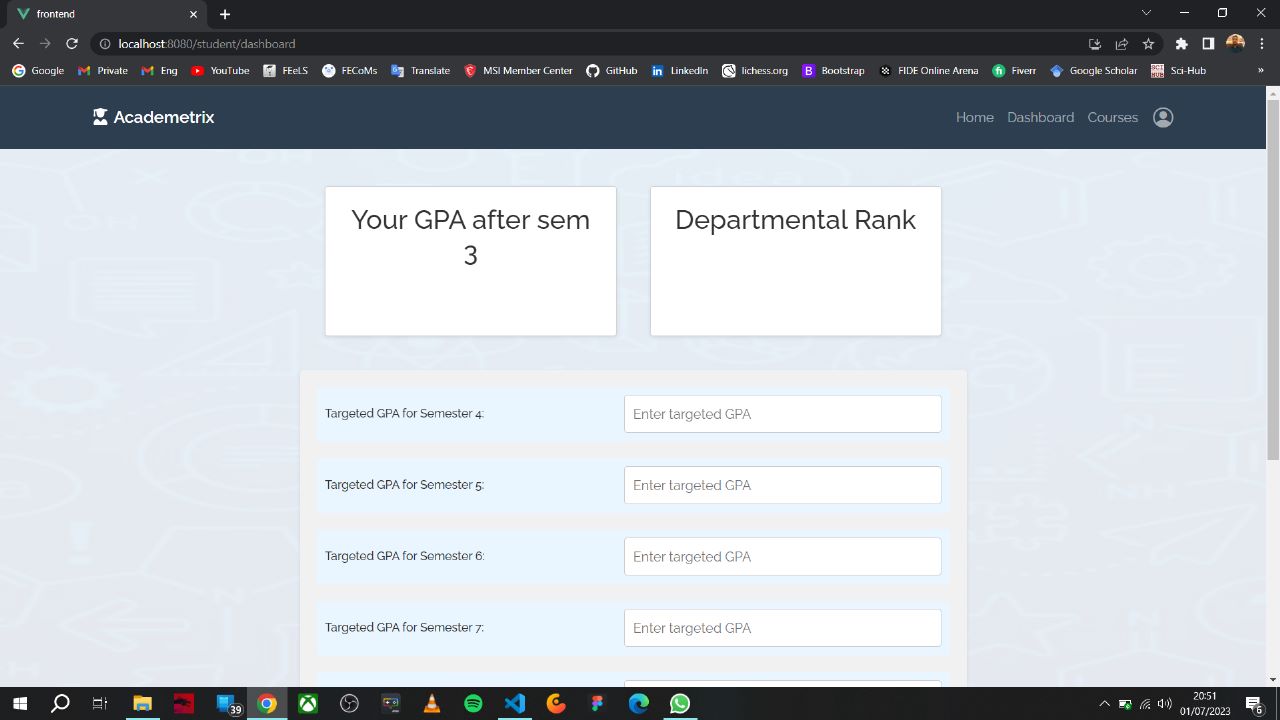 frontend
localhost:8080/student/dashboard
Google Private Eng YouTube FEeLS FECoMs Translate MSI Member Center GitHub LinkedIn lichess.org Bootstrap FIDE Online Arena Fiverr Google Scholar Sci-Hub »
Academetrix
Home Dashboard Courses
Your GPA after sem
3
Departmental Rank
Targeted GPA for Semester 4:
Enter targeted GPA
Targeted GPA for Semester 5:
Enter targeted GPA
Targeted GPA for Semester 6:
Enter targeted GPA
Targeted GPA for Semester 7:
Enter targeted GPA
39
20:51
01/07/2023
6